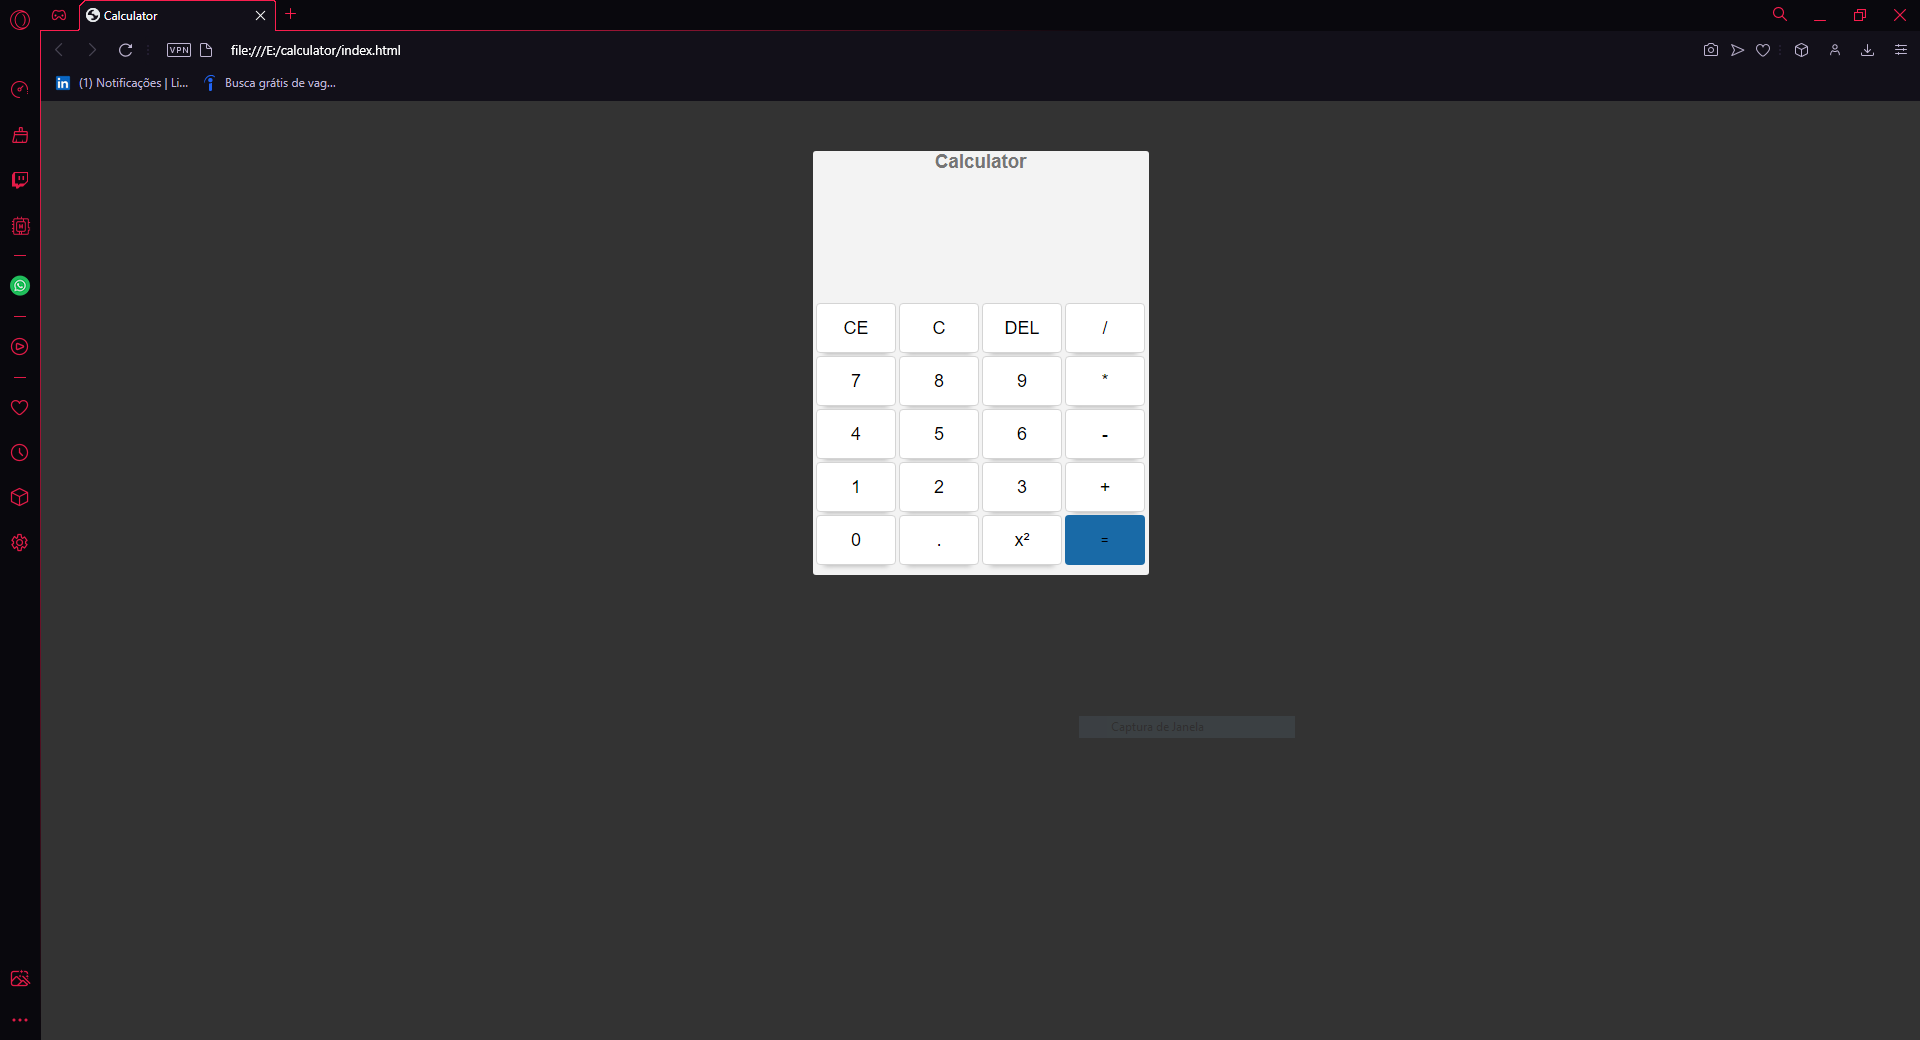 Calculator
VPN file:///E:/calculator/index.html
in (1) Notificações | Li... Busca grátis de vag...
Calculator
CE C DEL /
7 8 9 *
4 5 6 -
1 2 3 +
0 . x² =
Captura de Janela